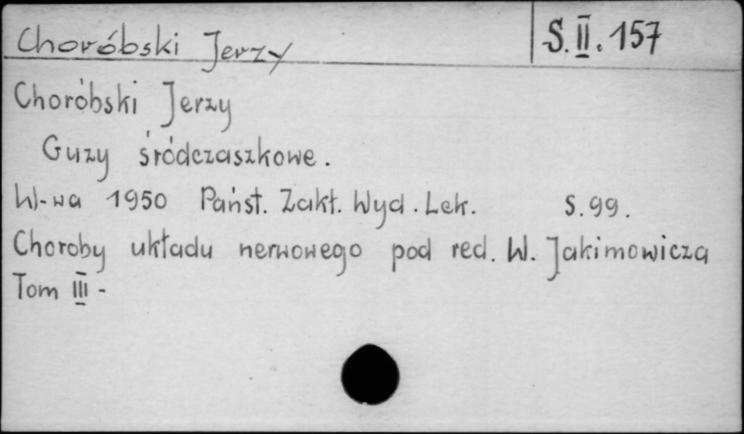 Choróbski Jerzy S.II.157
Choróbski Jerzy
Guzy śródczaszkowe.
W-wa 1950 Państ. Zakł. Wyd. Lek. S.99.
Choroby układu nerwowego pod red. W. Jakimowicza
Tom III -